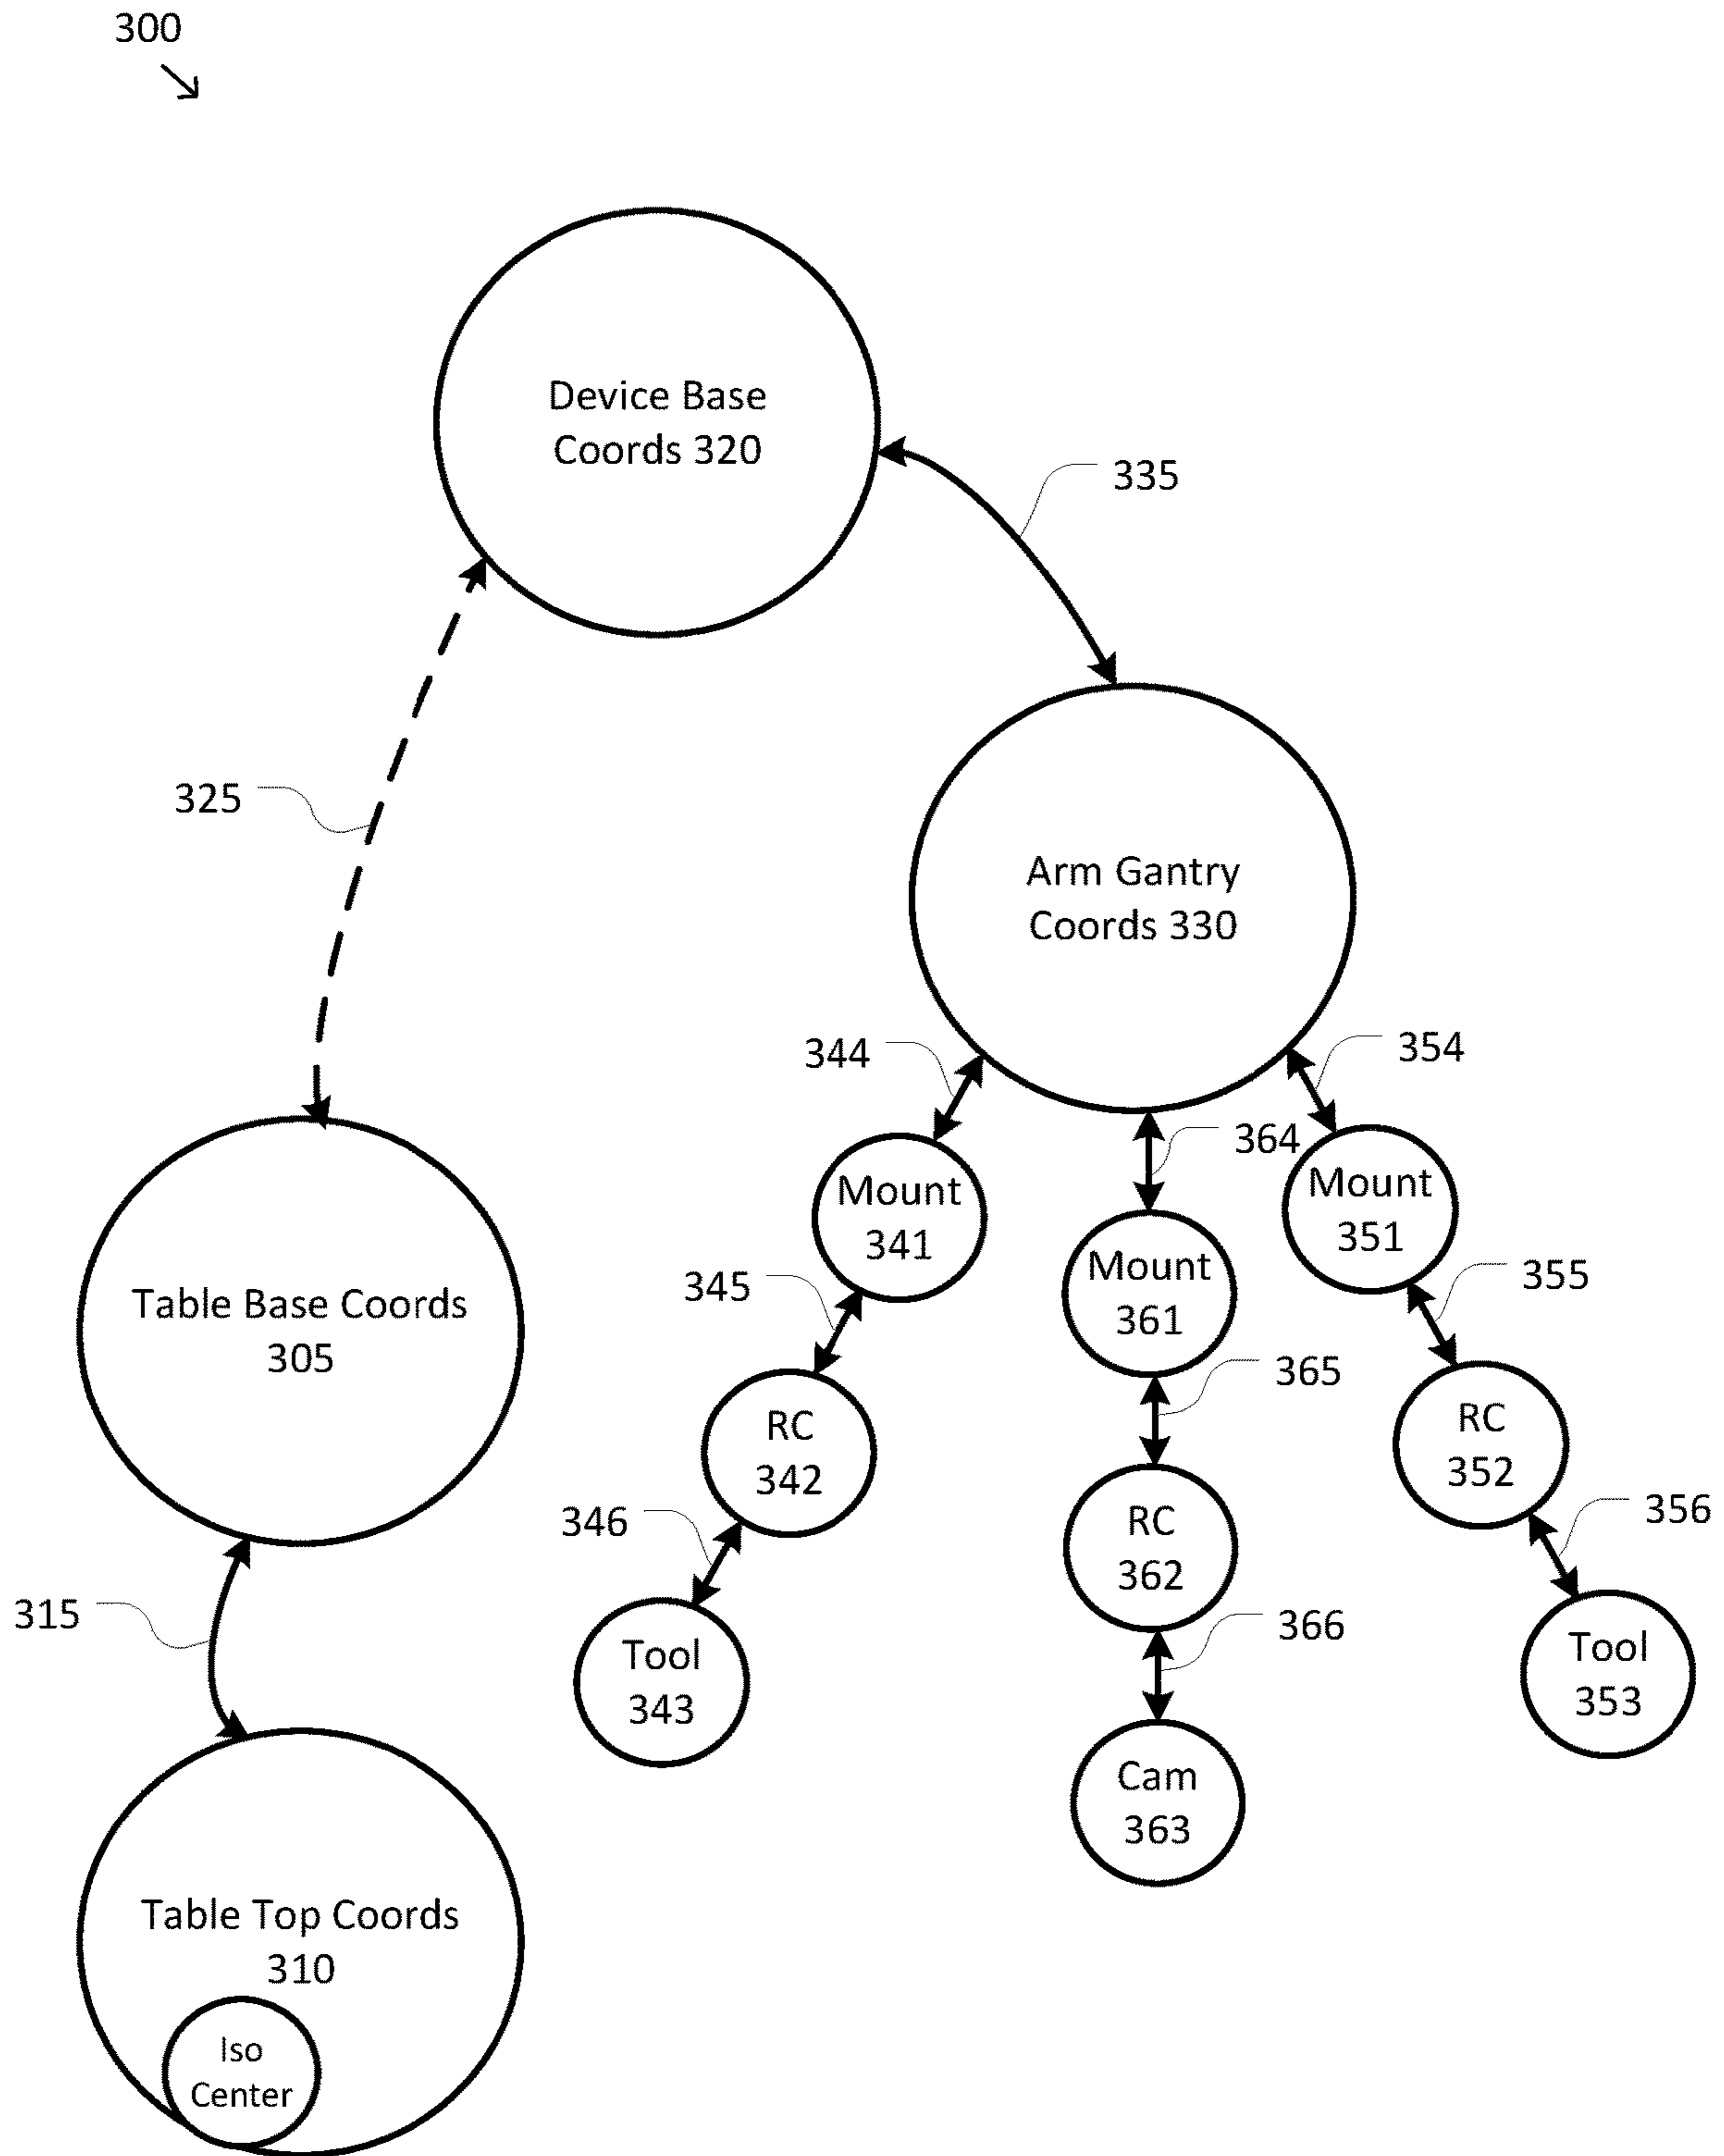 300
Device Base
Coords 320
335
325
Arm Gantry
Coords 330
344
354
364
Mount
341
Mount
351
Mount
361
345
355
Table Base Coords
305
365
RC
342
RC
352
RC
362
346
356
315
366
Tool
343
Tool
353
Cam
363
Table Top Coords
310
Iso
Center